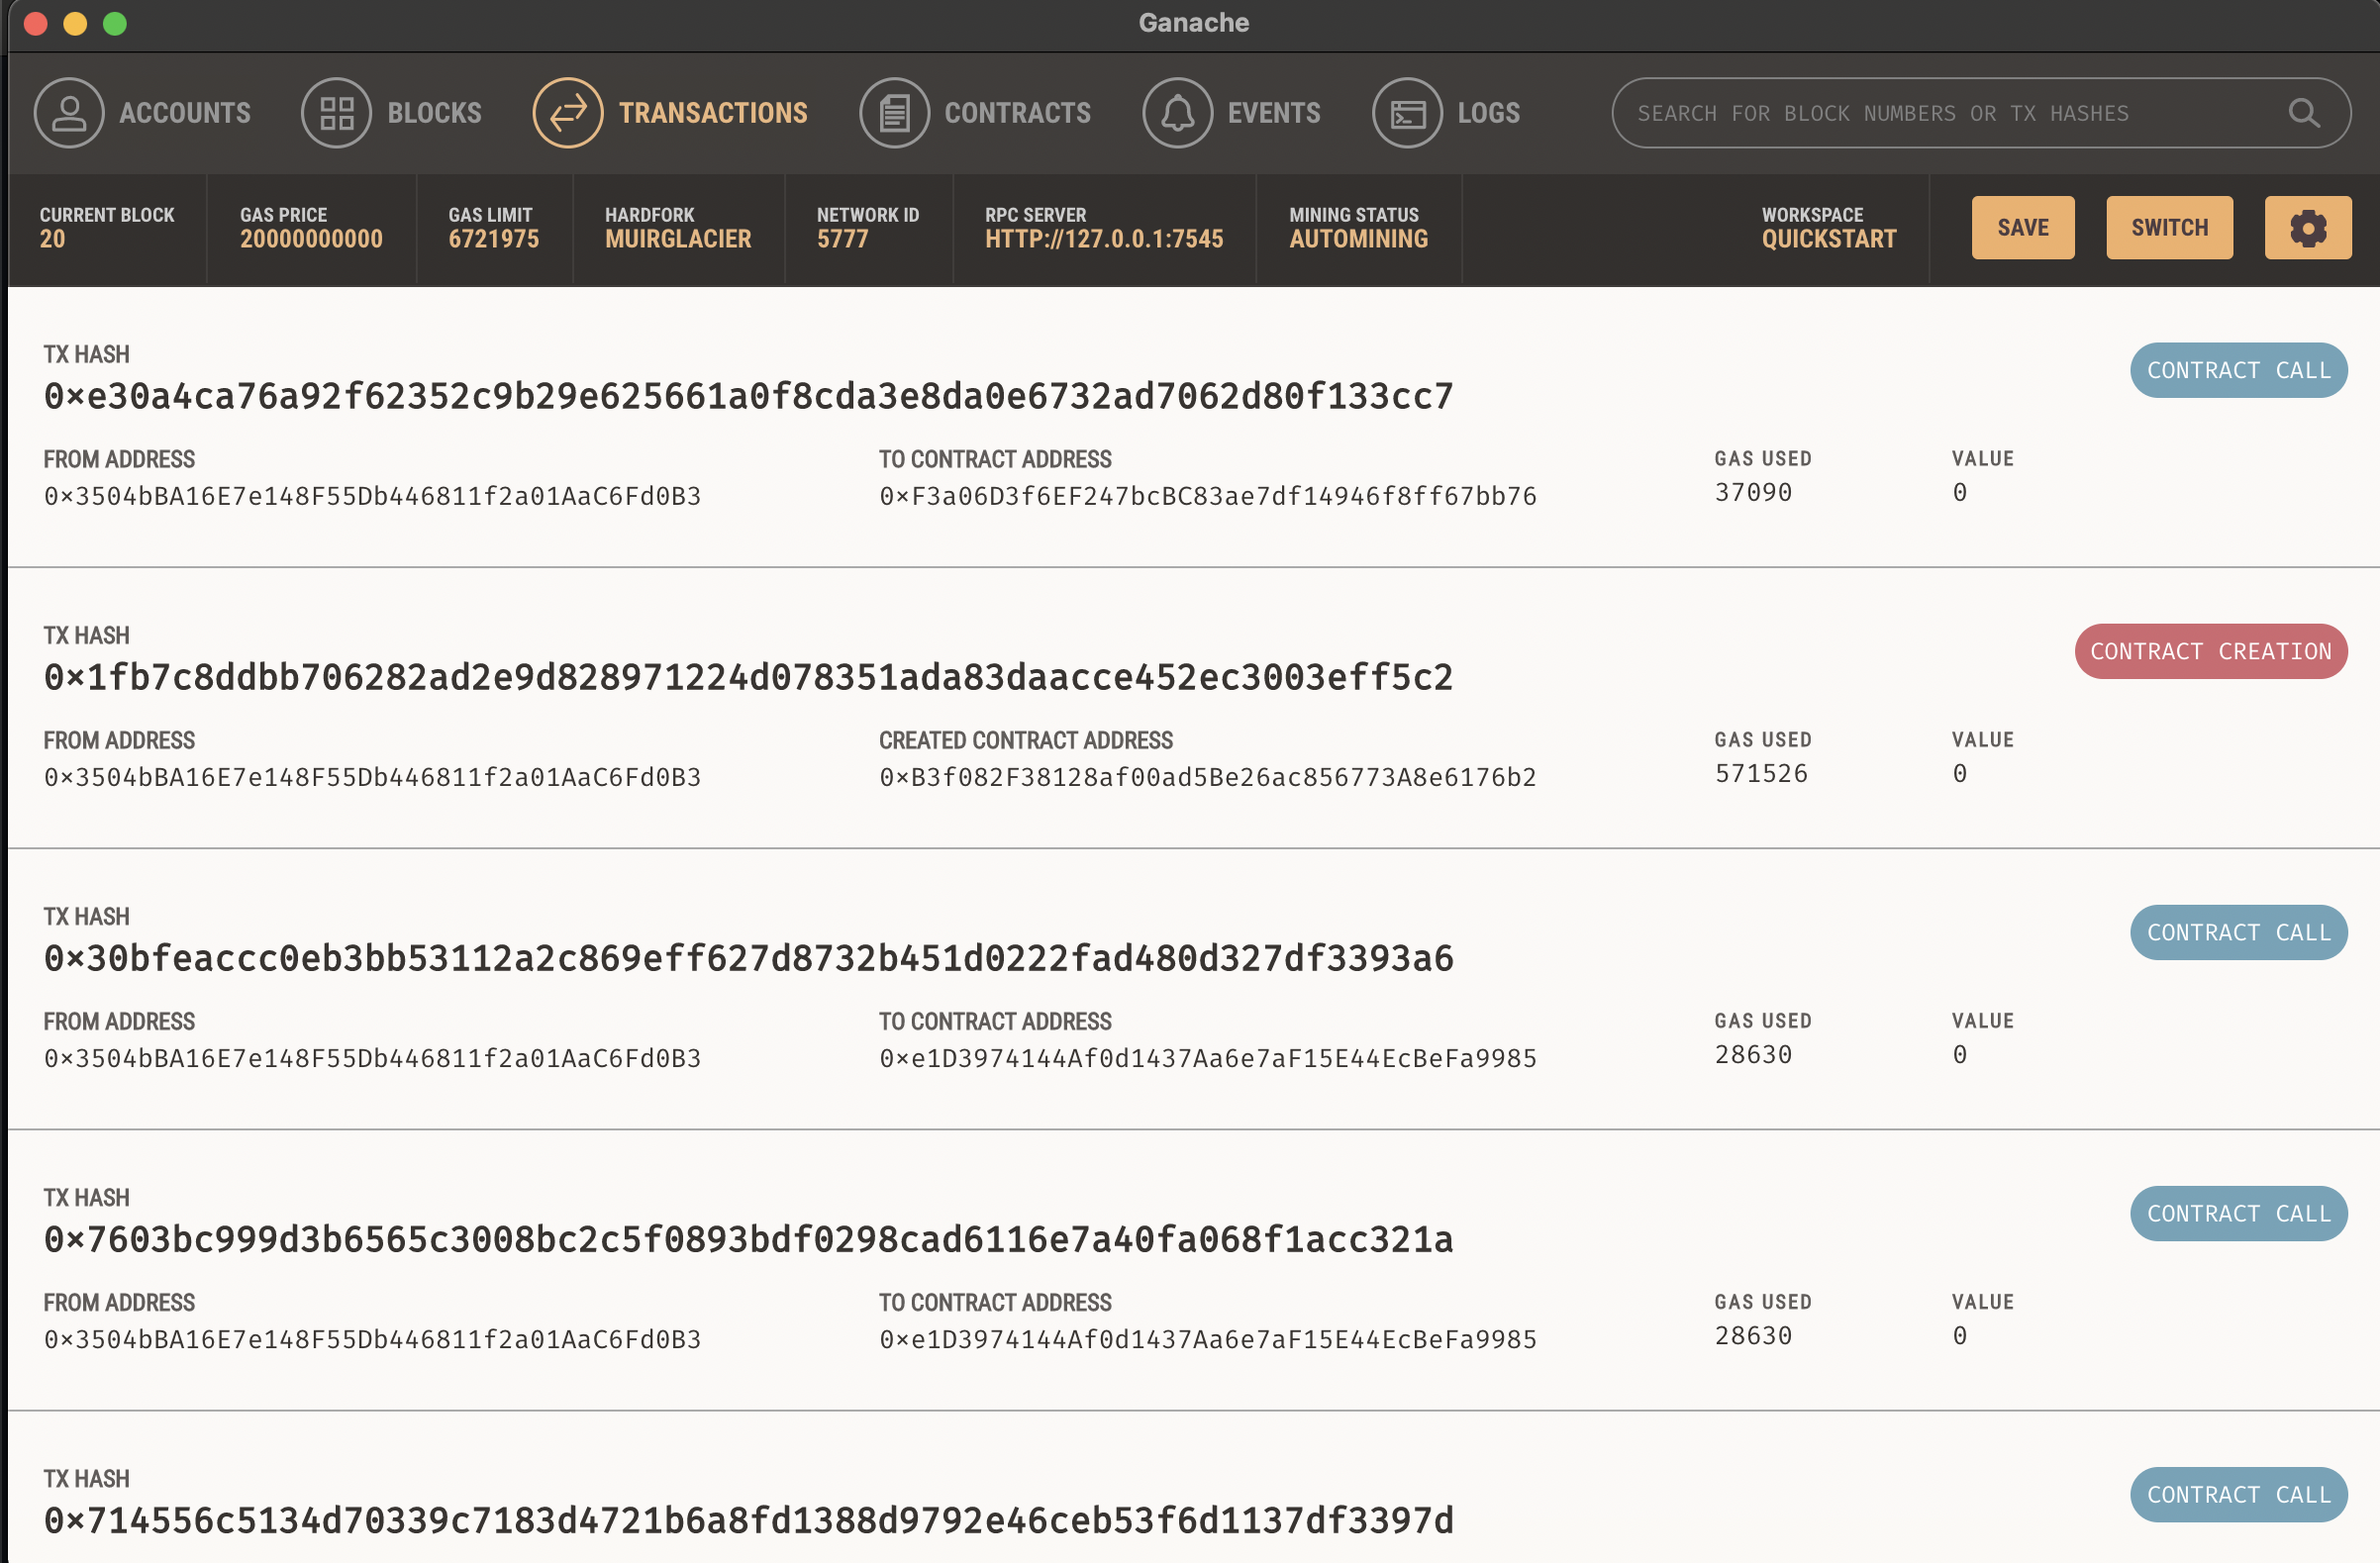 Ganache
ACCOUNTS BLOCKS TRANSACTIONS CONTRACTS EVENTS LOGS SEARCH FOR BLOCK NUMBERS OR TX HASHES
CURRENT BLOCK GAS PRICE GAS LIMIT HARDFORK NETWORK ID RPC SERVER MINING STATUS WORKSPACE SAVE SWITCH
20 20000000000 6721975 MUIRGLACIER 5777 HTTP://127.0.0.1:7545 AUTOMINING QUICKSTART
TX HASH CONTRACT CALL
0×e30a4ca76a92f62352c9b29e625661a0f8cda3e8da0e6732ad7062d80f133cc7
FROM ADDRESS TO CONTRACT ADDRESS GAS USED VALUE
0×3504bBA16E7e148F55Db446811f2a01AaC6Fd0B3 0×F3a06D3f6EF247bcBC83ae7df14946f8ff67bb76 37090 0
TX HASH CONTRACT CREATION
0×1fb7c8ddbb706282ad2e9d828971224d078351ada83daacce452ec3003eff5c2
FROM ADDRESS CREATED CONTRACT ADDRESS GAS USED VALUE
0×3504bBA16E7e148F55Db446811f2a01AaC6Fd0B3 0×B3f082F38128af00ad5Be26ac856773A8e6176b2 571526 0
TX HASH CONTRACT CALL
0×30bfeaccc0eb3bb53112a2c869eff627d8732b451d0222fad480d327df3393a6
FROM ADDRESS TO CONTRACT ADDRESS GAS USED VALUE
0×3504bBA16E7e148F55Db446811f2a01AaC6Fd0B3 0×e1D3974144Af0d1437Aa6e7aF15E44EcBeFa9985 28630 0
TX HASH CONTRACT CALL
0×7603bc999d3b6565c3008bc2c5f0893bdf0298cad6116e7a40fa068f1acc321a
FROM ADDRESS TO CONTRACT ADDRESS GAS USED VALUE
0×3504bBA16E7e148F55Db446811f2a01AaC6Fd0B3 0×e1D3974144Af0d1437Aa6e7aF15E44EcBeFa9985 28630 0
TX HASH CONTRACT CALL
0×714556c5134d70339c7183d4721b6a8fd1388d9792e46ceb53f6d1137df3397d